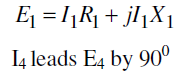 E₁ = I₁R₁ + jI₁X₁
I₄ leads E₄ by 90⁰